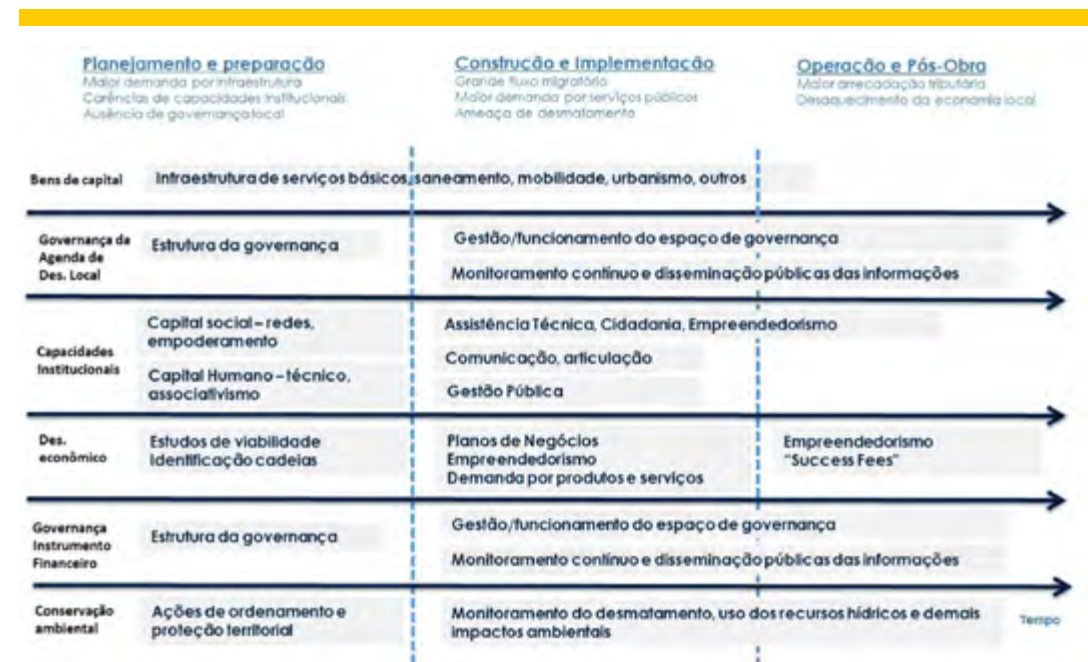 Planejamento e preparação
Maior demanda por infraestrutura
Carências de capacidades institucionais
Ausência de governança local
Construção e Implementação
Grande fluxo migratório
Maior demanda por serviços públicos
Ameaça de desmatamento
Operação e Pós-Obra
Maior arrecadação tributária
Desaquecimento da economia local
Bens de capital
Infraestrutura de serviços básicos, saneamento, mobilidade, urbanismo, outros
Governança da
Agenda de
Des. Local
Estrutura da governança
Gestão/funcionamento do espaço de governança
Monitoramento contínuo e disseminação públicas das informações
Capacidades
Institucionais
Capital social – redes,
empoderamento
Capital Humano – técnico,
associativismo
Assistência Técnica, Cidadania, Empreendedorismo
Comunicação, articulação
Gestão Pública
Des.
econômico
Estudos de viabilidade
Identificação cadeias
Planos de Negócios
Empreendedorismo
Demanda por produtos e serviços
Empreendedorismo
"Success Fees"
Governança
Instrumento
Financeiro
Estrutura da governança
Gestão/funcionamento do espaço de governança
Monitoramento contínuo e disseminação públicas das informações
Conservação
ambiental
Ações de ordenamento e
proteção territorial
Monitoramento do desmatamento, uso dos recursos hídricos e demais
impactos ambientais
Tempo